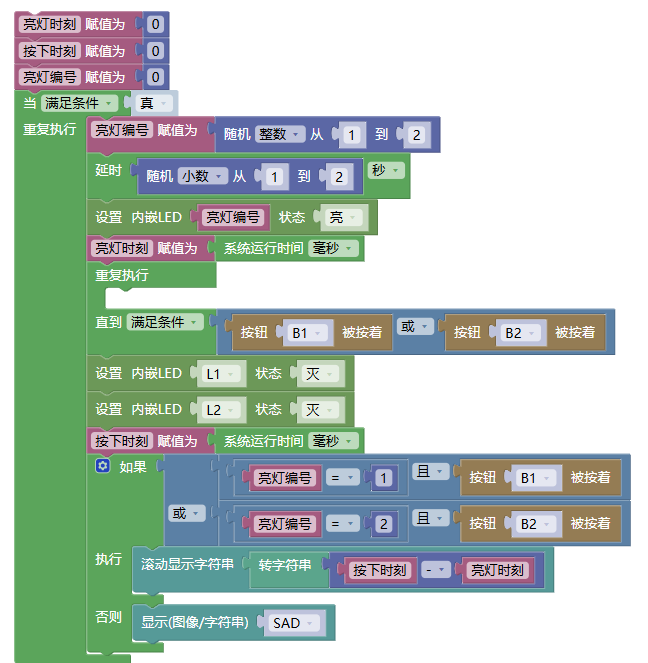 亮灯时刻 赋值为 0
按下时刻 赋值为 0
亮灯编号 赋值为 0
当 满足条件 真
重复执行 亮灯编号 赋值为 随机 整数 从 1 到 2
延时 随机 小数 从 1 到 2 秒
设置 内嵌LED 亮灯编号 状态 亮
亮灯时刻 赋值为 系统运行时间 毫秒
重复执行
直到 满足条件 按钮 B1 被按着 或 按钮 B2 被按着
设置 内嵌LED L1 状态 灭
设置 内嵌LED L2 状态 灭
按下时刻 赋值为 系统运行时间 毫秒
如果 亮灯编号 = 1 且 按钮 B1 被按着
或
亮灯编号 = 2 且 按钮 B2 被按着
执行 滚动显示字符串 转字符串 按下时刻 - 亮灯时刻
否则 显示(图像/字符串) SAD